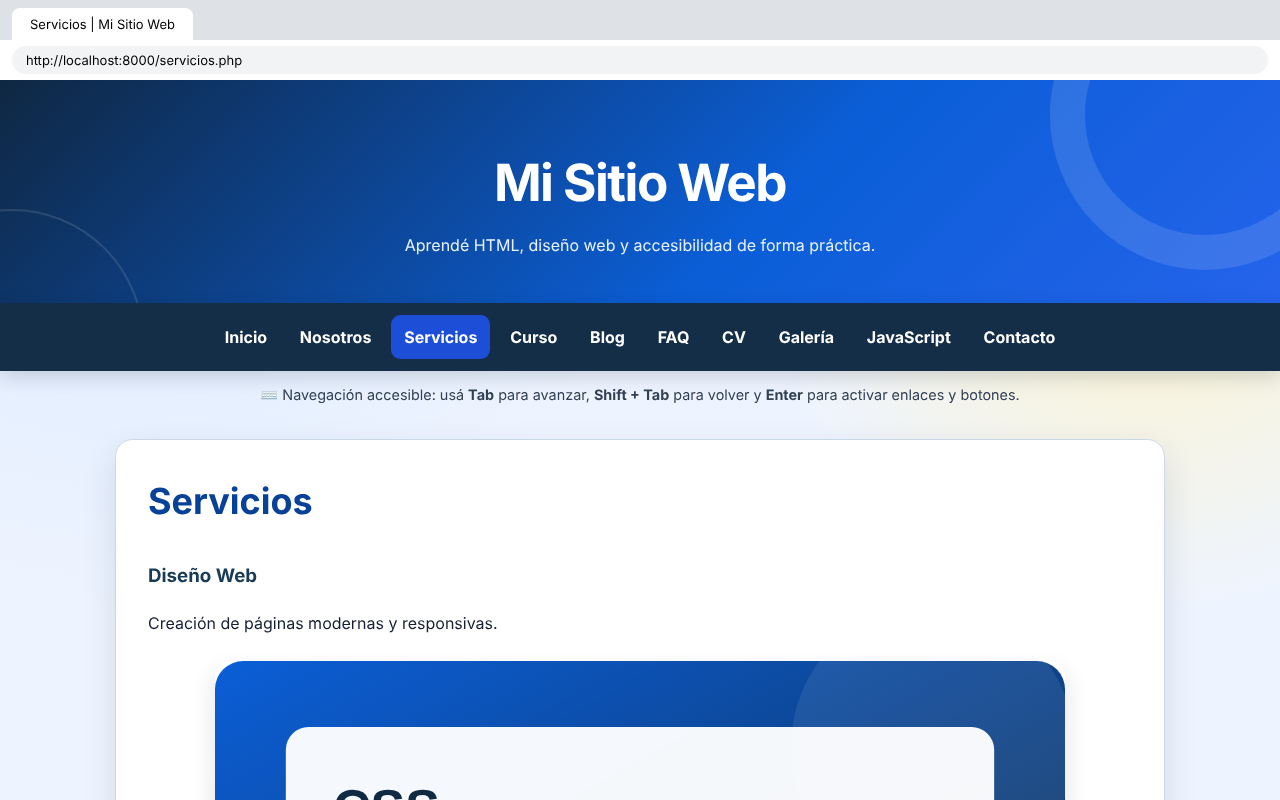 Servicios | Mi Sitio Web
http://localhost:8000/servicios.php
Mi Sitio Web
Aprendé HTML, diseño web y accesibilidad de forma práctica.
Inicio Nosotros Servicios Curso Blog FAQ CV Galería JavaScript Contacto
⌨️ Navegación accesible: usá Tab para avanzar, Shift + Tab para volver y Enter para activar enlaces y botones.
Servicios
Diseño Web
Creación de páginas modernas y responsivas.
CSS